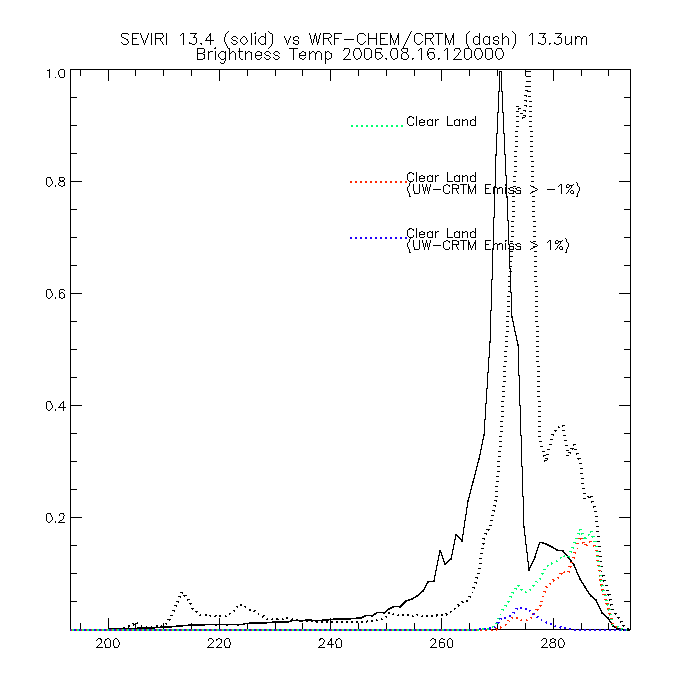 SEVIRI 13.4 (solid) vs WRF-CHEM/CRTM (dash) 13.3um
Brightness Temp 2006.08.16.120000
1.0
Clear Land
0.8
Clear Land
(UW-CRTM Emiss > -1%)
Clear Land
(UW-CRTM Emiss > 1%)
0.6
0.4
0.2
200 220 240 260 280